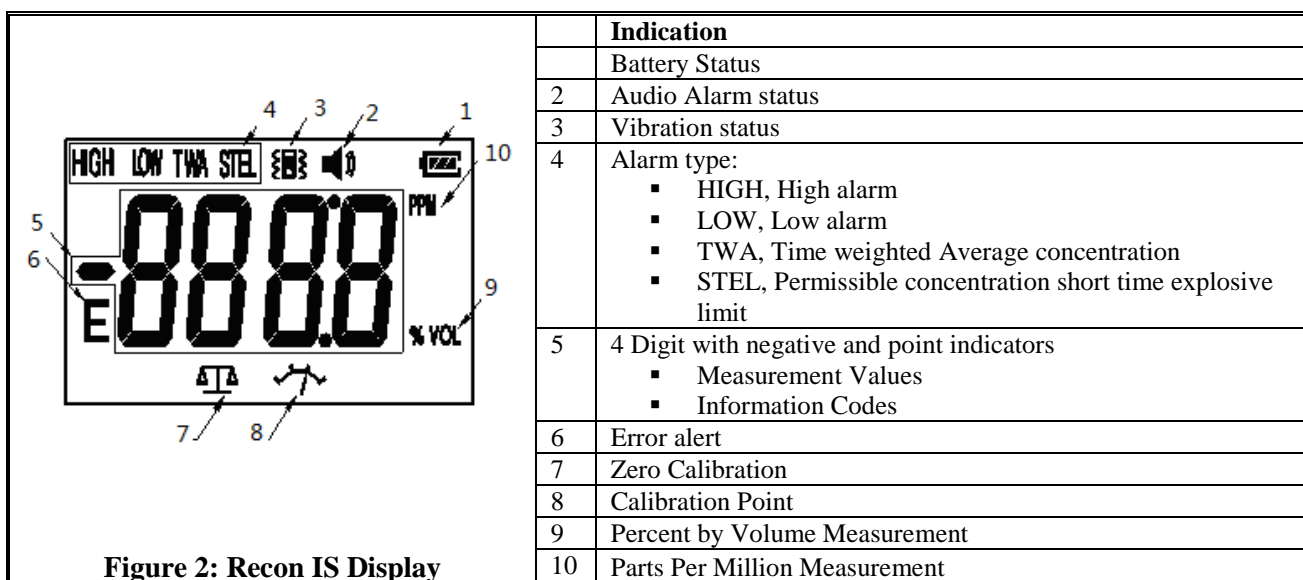 4 3 2 1
HIGH LOW TWA STEL
10
PPM
5
6
9
E
888:8
% VOL
7 8
Figure 2: Recon IS Display
Indication
Battery Status
2 Audio Alarm status
3 Vibration status
4 Alarm type:
▪ HIGH, High alarm
▪ LOW, Low alarm
▪ TWA, Time weighted Average concentration
▪ STEL, Permissible concentration short time explosive
limit
5 4 Digit with negative and point indicators
▪ Measurement Values
▪ Information Codes
6 Error alert
7 Zero Calibration
8 Calibration Point
9 Percent by Volume Measurement
10 Parts Per Million Measurement